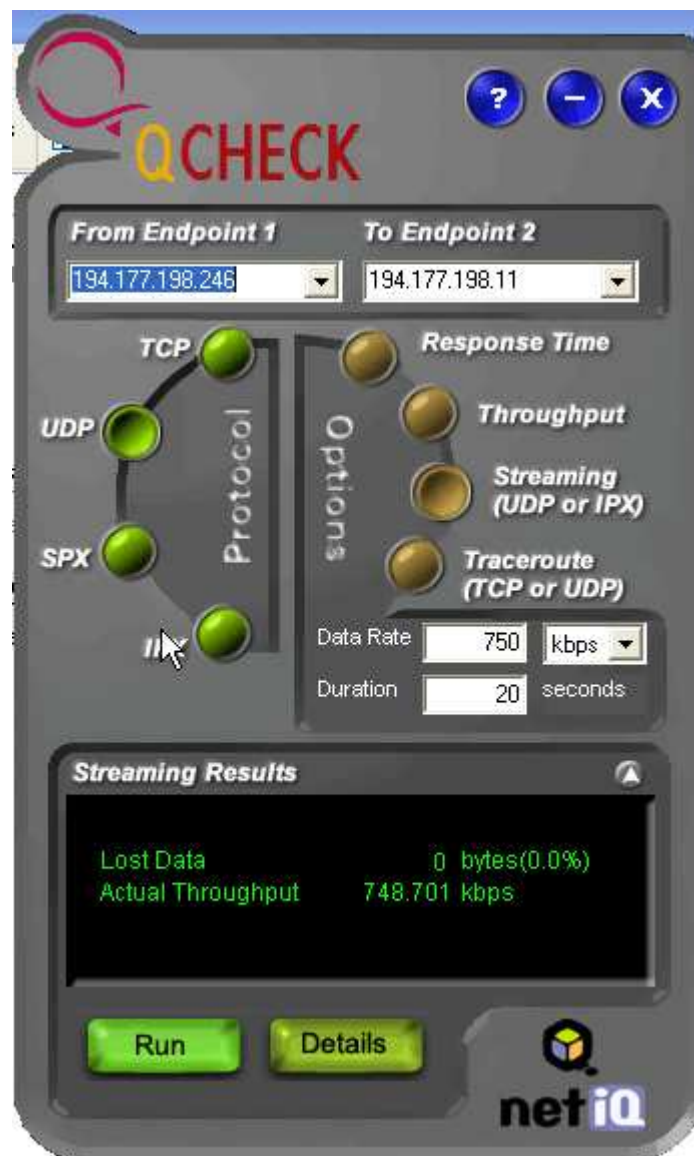 QCHECK
? – X
From Endpoint 1 To Endpoint 2
194.177.198.246 194.177.198.11
TCP
UDP
SPX
Protocol
Options
Response Time
Throughput
Streaming
(UDP or IPX)
Traceroute
(TCP or UDP)
Data Rate 750 kbps
Duration 20 seconds
Streaming Results
Lost Data 0 bytes(0.0%)
Actual Throughput 748.701 kbps
Run Details
net iQ